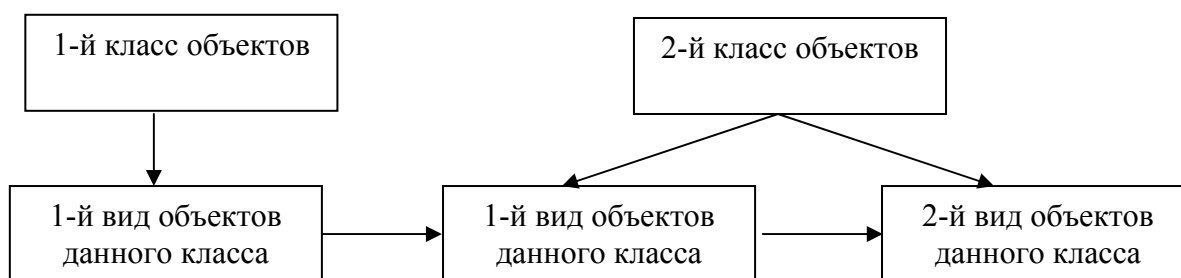 1-й класс объектов
2-й класс объектов
1-й вид объектов
данного класса
1-й вид объектов
данного класса
2-й вид объектов
данного класса